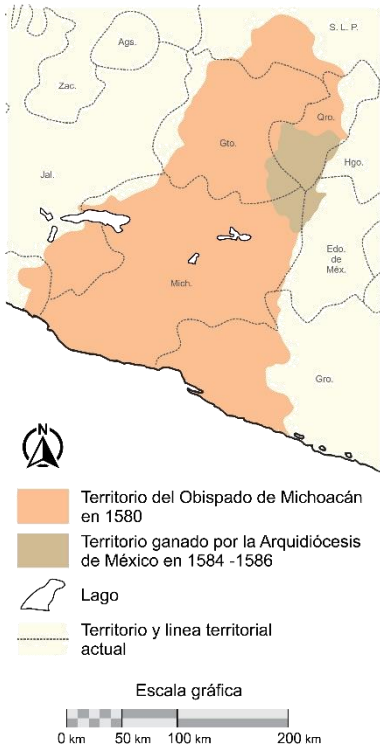 S. L. P.
Ags.
Zac.
Qro.
Gto.
Hgo.
Jal.
Edo.
de
Méx.
Mich.
Gro.
N
Territorio del Obispado de Michoacán
en 1580
Territorio ganado por la Arquidiócesis
de México en 1584 -1586
Lago
Territorio y linea territorial
actual
Escala gráfica
0 km 50 km 100 km 200 km